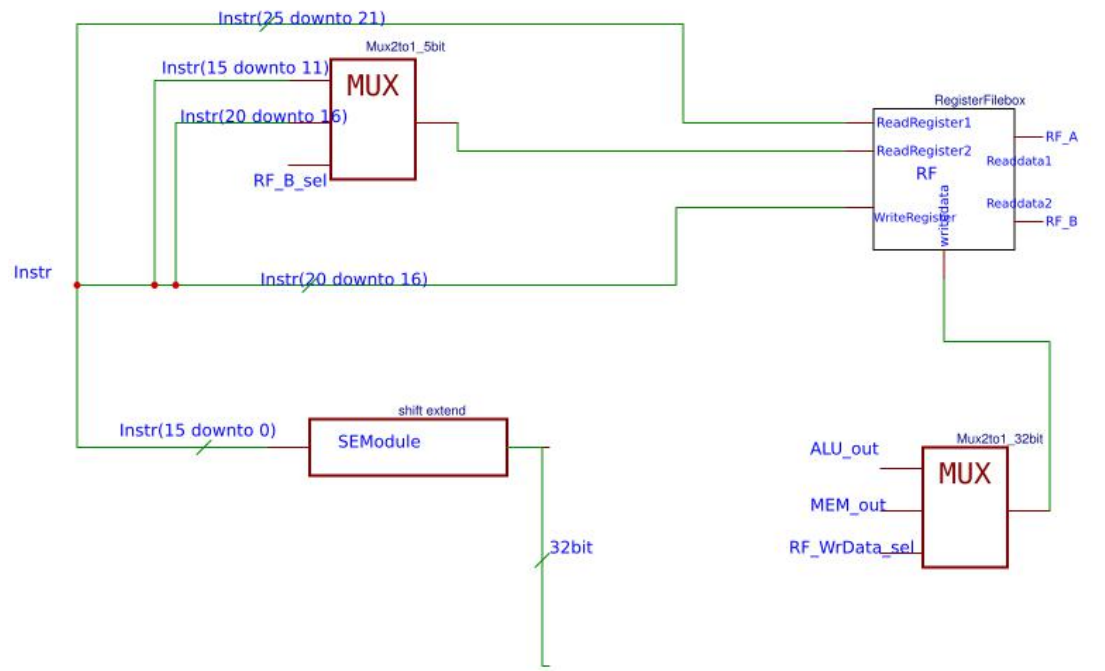 Instr(25 downto 21)
Mux2to1_5bit
Instr(15 downto 11)
MUX
Instr(20 downto 16)
RF_B_sel
RegisterFilebox
ReadRegister1
RF_A
ReadRegister2
Readdata1
RF
Readdata2
WriteRegister
writedata
RF_B
Instr
Instr(20 downto 16)
shift extend
Instr(15 downto 0)
SEModule
32bit
Mux2to1_32bit
ALU_out
MUX
MEM_out
RF_WrData_sel